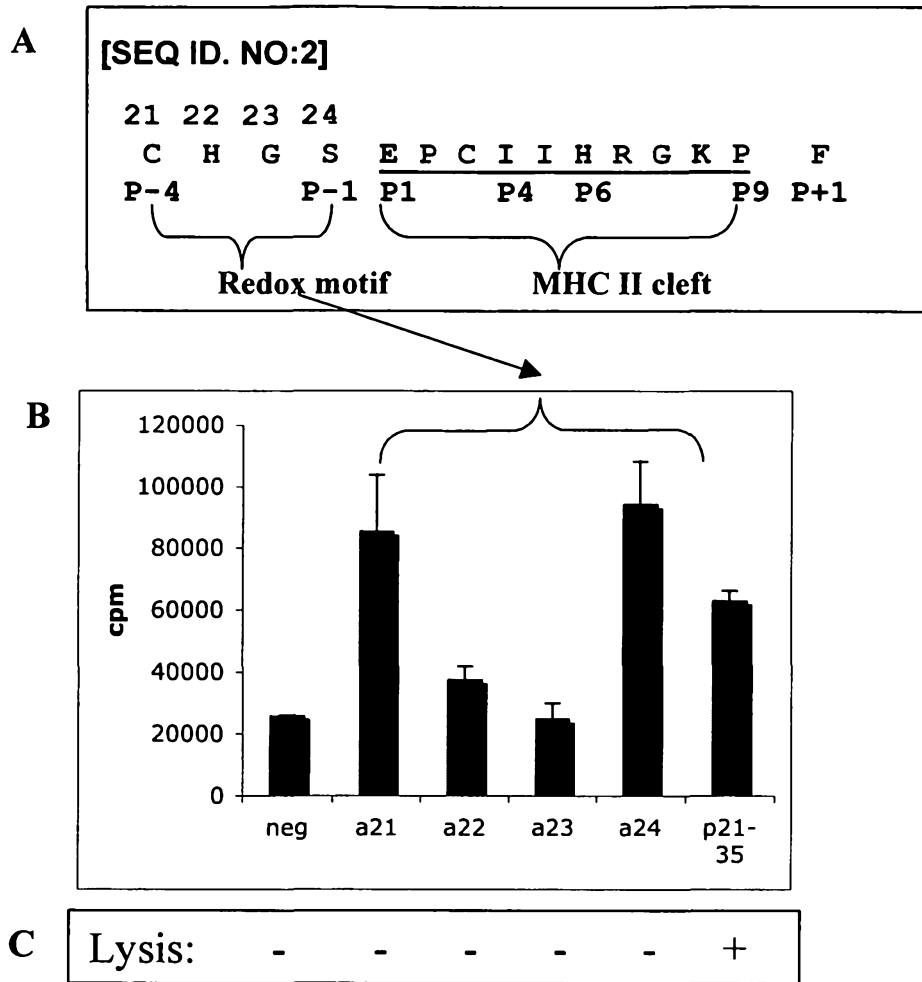 A
[SEQ ID. NO:2]
21 22 23 24
C H G S E P C I I H R G K P F
P-4 P-1 P1 P4 P6 P9 P+1
Redox motif MHC II cleft
B
120000
100000
80000
60000
40000
20000
0
cpm
neg a21 a22 a23 a24 p21-
35
C
Lysis: - - - - - +